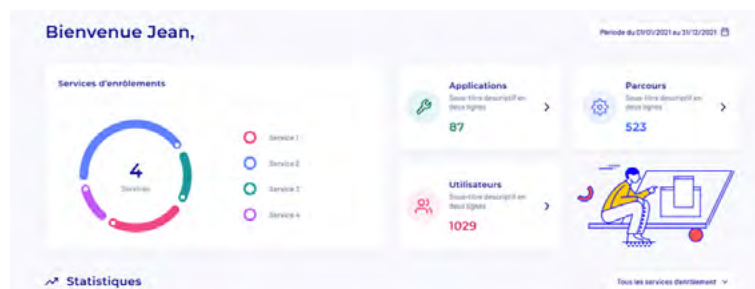 Bienvenue Jean,
Période du 01/01/2021 au 31/12/2021
Services d'enrôlements
4
Services
Service 1
Service 2
Service 3
Service 4
Applications
Sous-titre descriptif en
deux lignes
87
Parcours
Sous-titre descriptif en
deux lignes
523
Utilisateurs
Sous-titre descriptif en
deux lignes
1029
Statistiques
Tous les services d'enrôlement